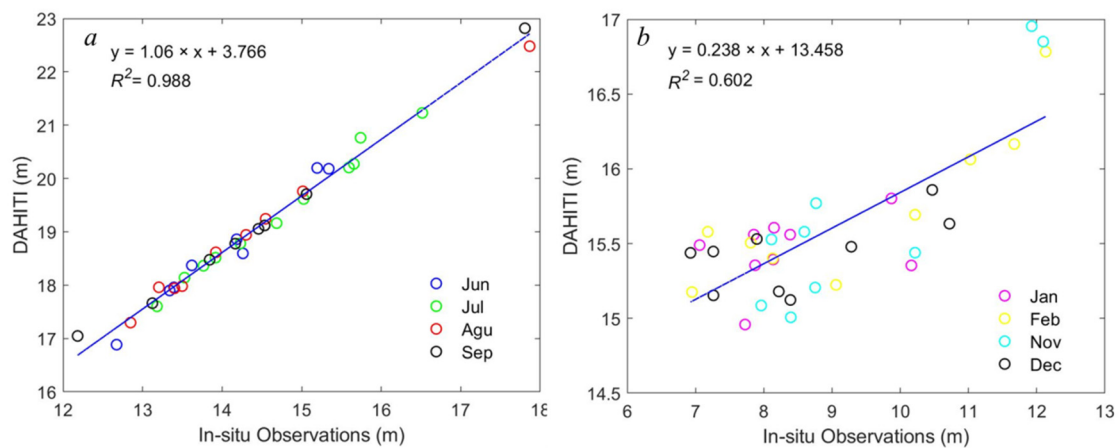 a
y = 1.06 × x + 3.766
R² = 0.988
23
22
21
20
19
18
17
16
DAHITI (m)
Jun
Jul
Agu
Sep
12 13 14 15 16 17 18
In-situ Observations (m)
b
y = 0.238 × x + 13.458
R² = 0.602
17
16.5
16
15.5
15
14.5
DAHITI (m)
Jan
Feb
Nov
Dec
6 7 8 9 10 11 12 13
In-situ Observations (m)